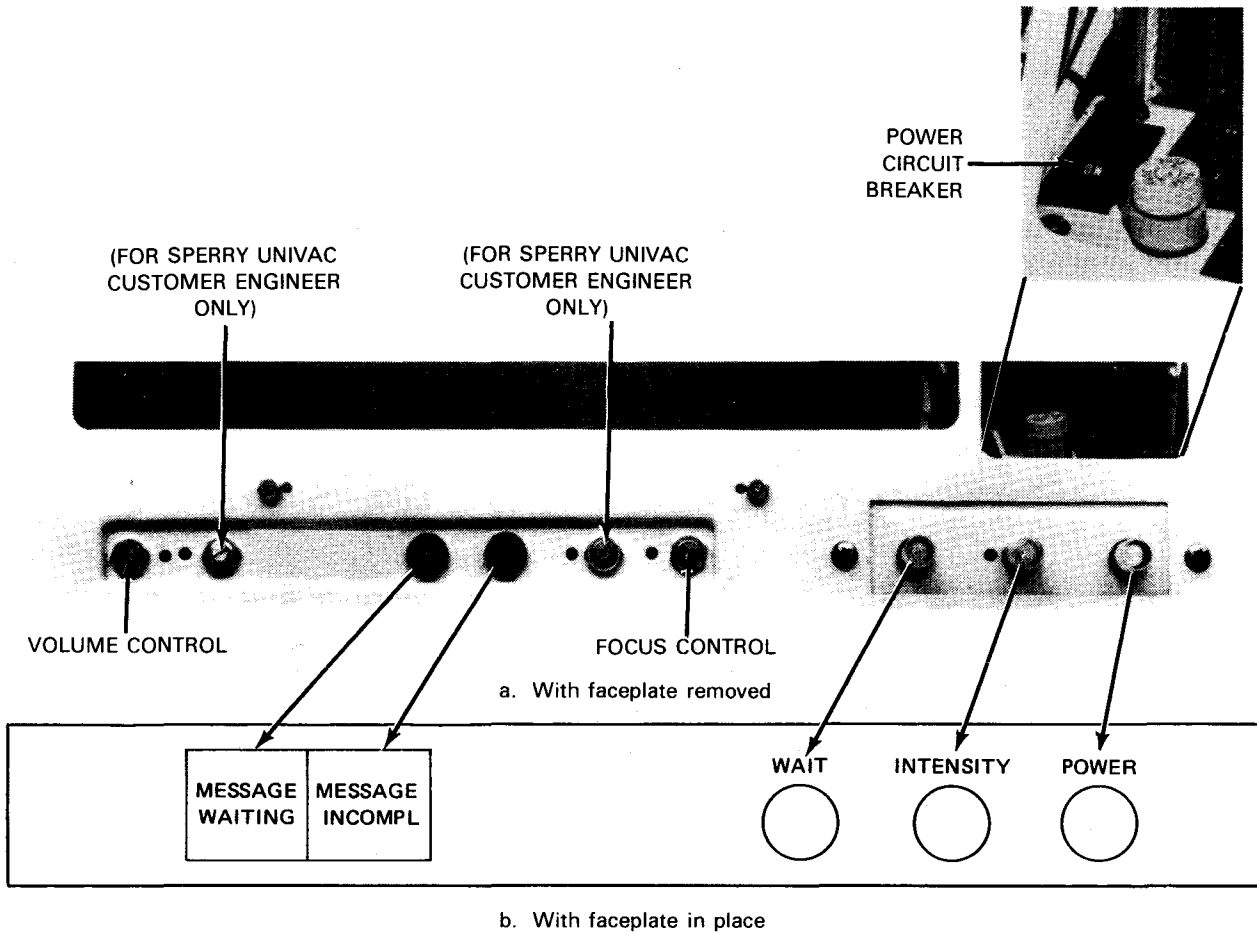 POWER
CIRCUIT
BREAKER
(FOR SPERRY UNIVAC
CUSTOMER ENGINEER
ONLY)
(FOR SPERRY UNIVAC
CUSTOMER ENGINEER
ONLY)
VOLUME CONTROL
FOCUS CONTROL
a. With faceplate removed
MESSAGE
WAITING
MESSAGE
INCOMPL
WAIT
INTENSITY
POWER
b. With faceplate in place